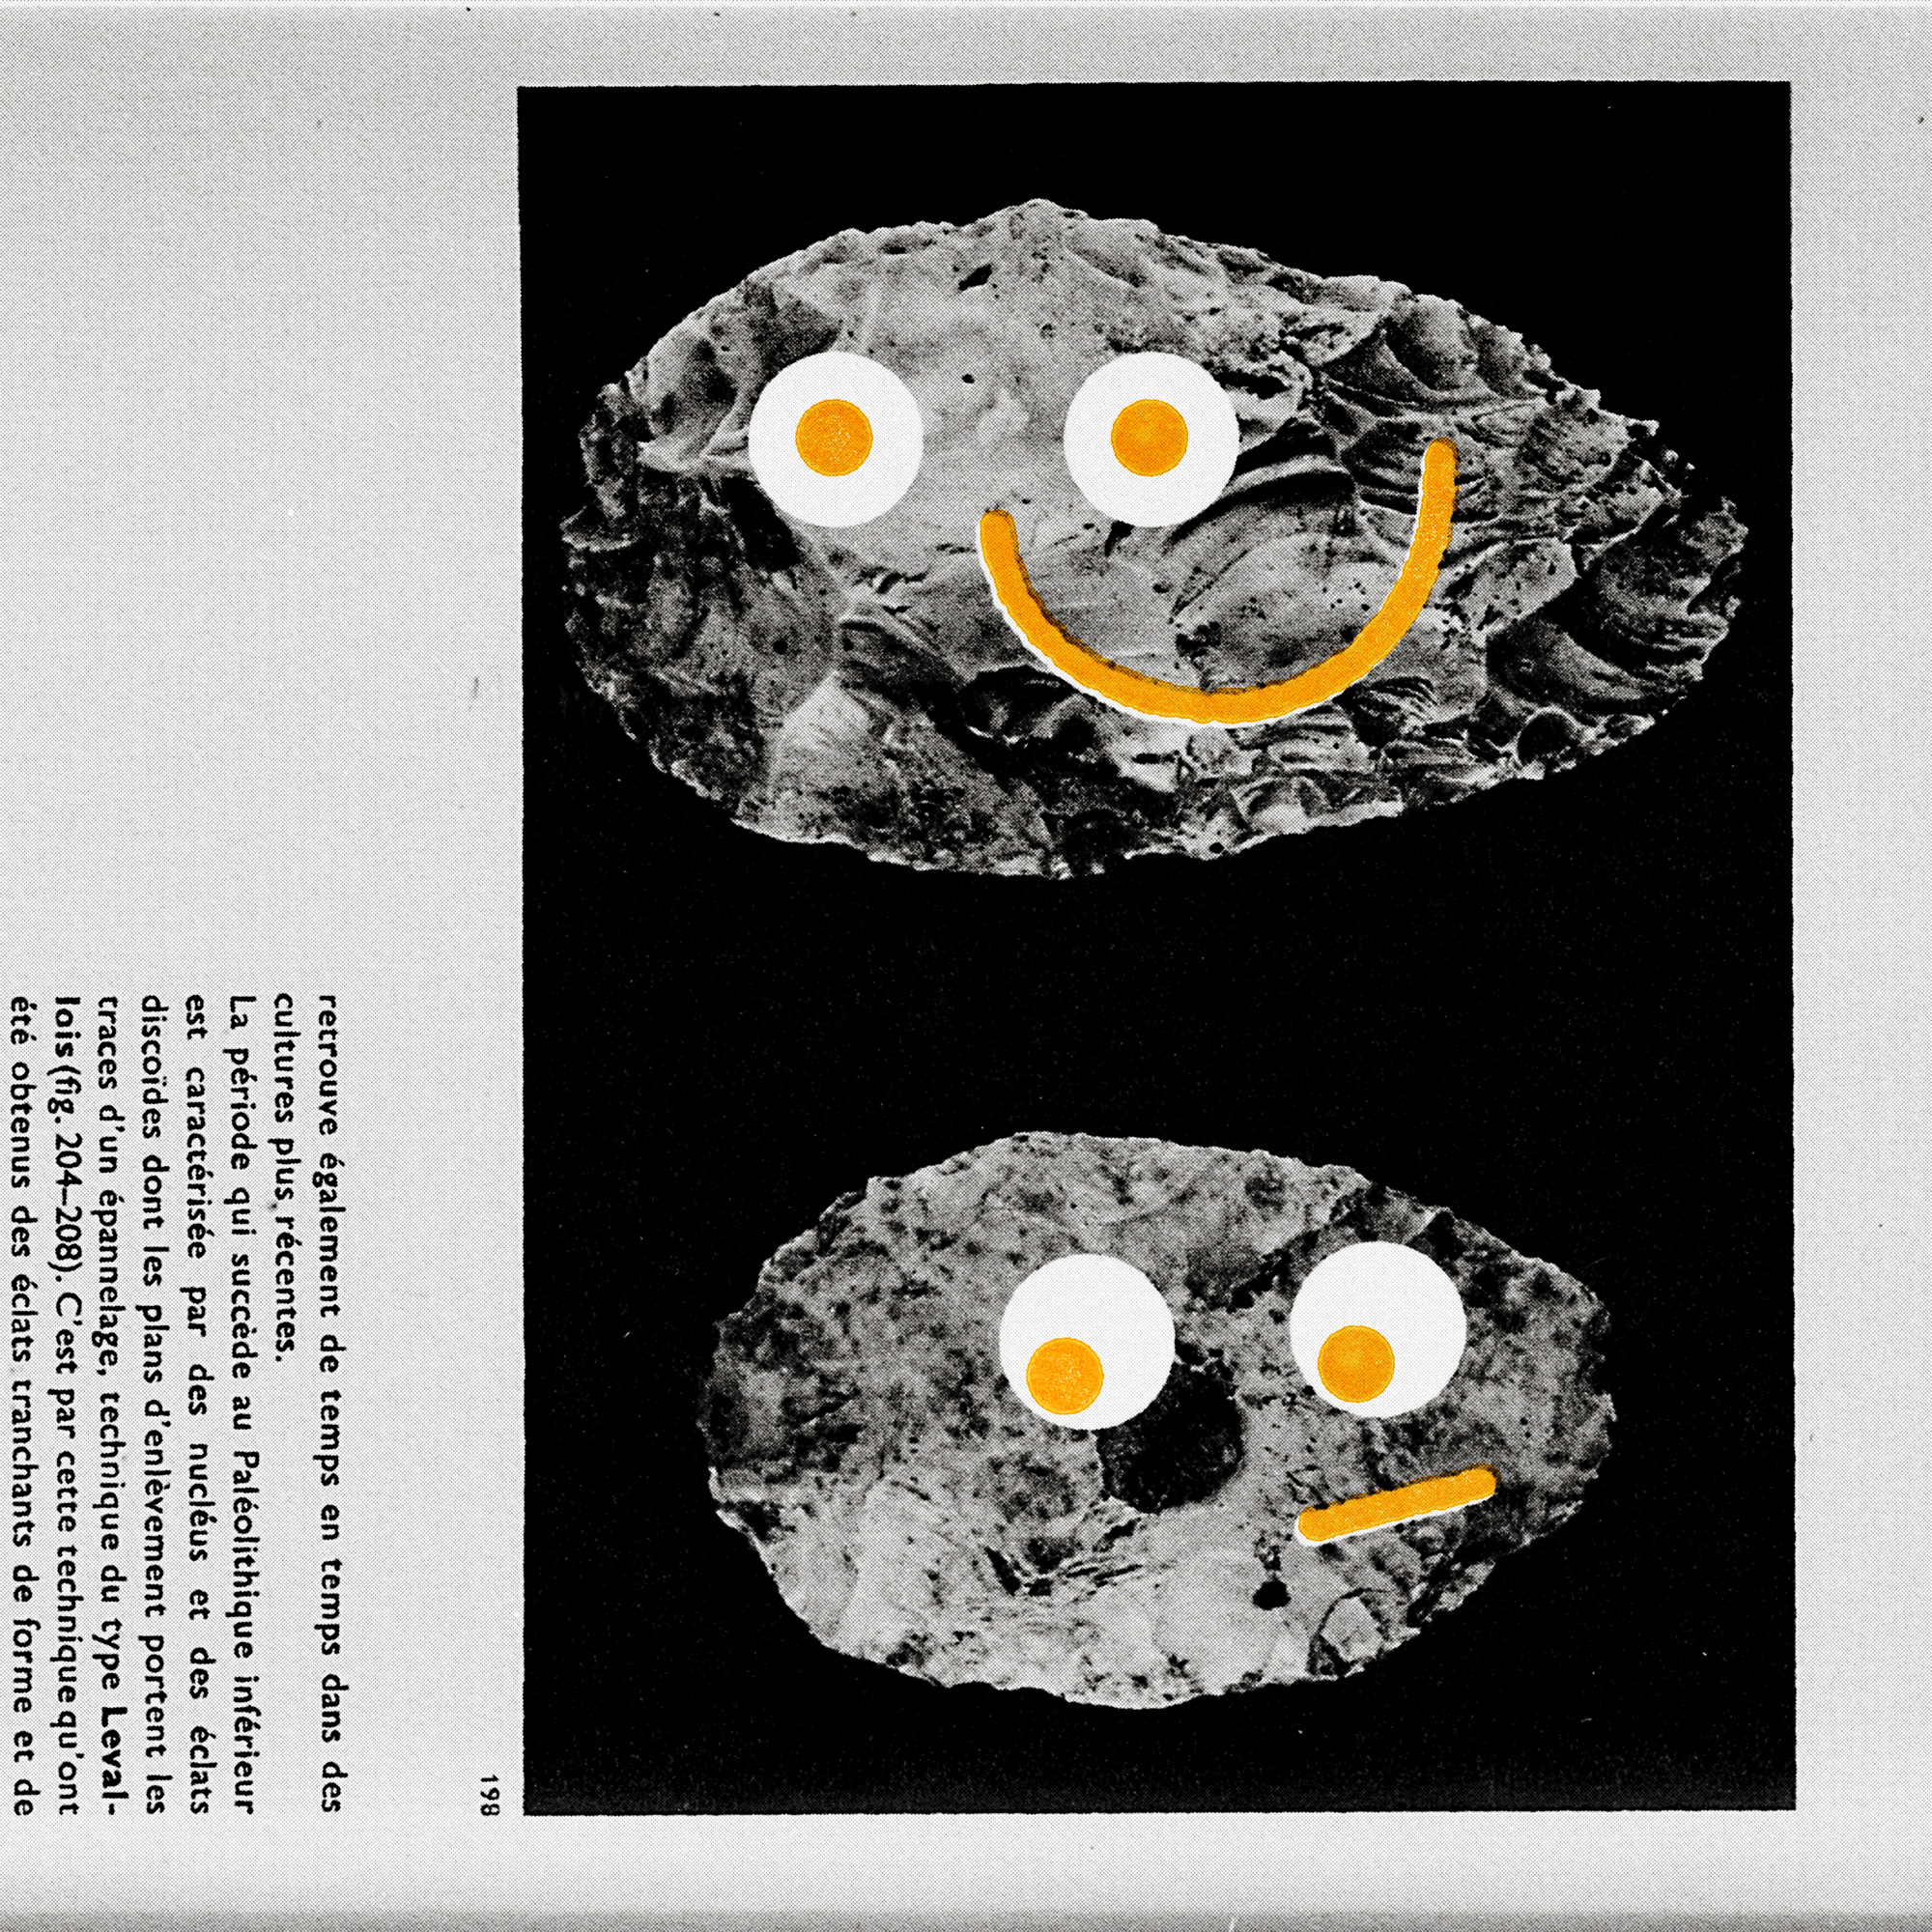 retrouve également de temps en temps dans des
cultures plus récentes.
La période qui succède au Paléolithique inférieur
est caractérisée par des nucléus et des éclats
discoïdes dont les plans d'enlèvement portent les
traces d'un épannelage, technique du type Leval-
lois (fig. 204–208). C'est par cette technique qu'ont
été obtenus des éclats tranchants de forme et de
198